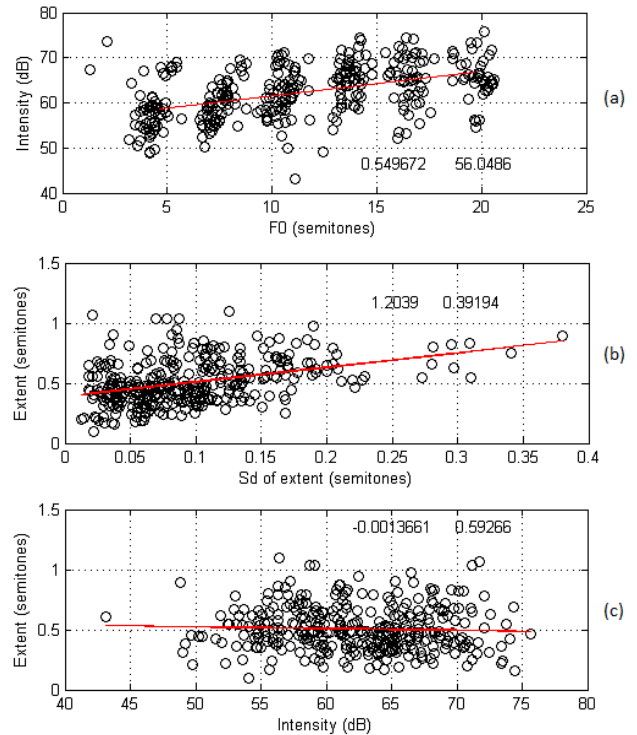 80
70
60
50
40
Intensity (dB)
0.549672 56.0486
0 5 10 15 20 25
F0 (semitones)
(a)
1.5
1
0.5
0
Extent (semitones)
1.2039 0.39194
0 0.05 0.1 0.15 0.2 0.25 0.3 0.35 0.4
Sd of extent (semitones)
(b)
1.5
1
0.5
0
Extent (semitones)
-0.0013661 0.59266
40 45 50 55 60 65 70 75 80
Intensity (dB)
(c)